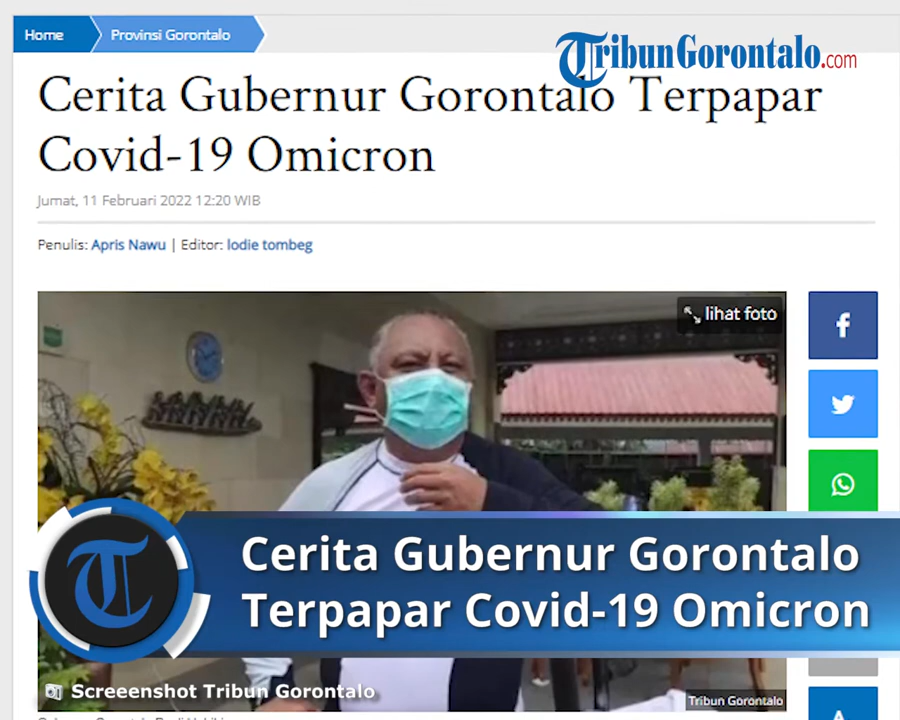 Home
Provinsi Gorontalo
TribunGorontalo.com
Cerita Gubernur Gorontalo Terpapar
Covid-19 Omicron
Jumat, 11 Februari 2022 12:20 WIB
Penulis: Apris Nawu | Editor: lodie tombeg
lihat foto
Cerita Gubernur Gorontalo
Terpapar Covid-19 Omicron
Screeenshot Tribun Gorontalo
Tribun Gorontalo